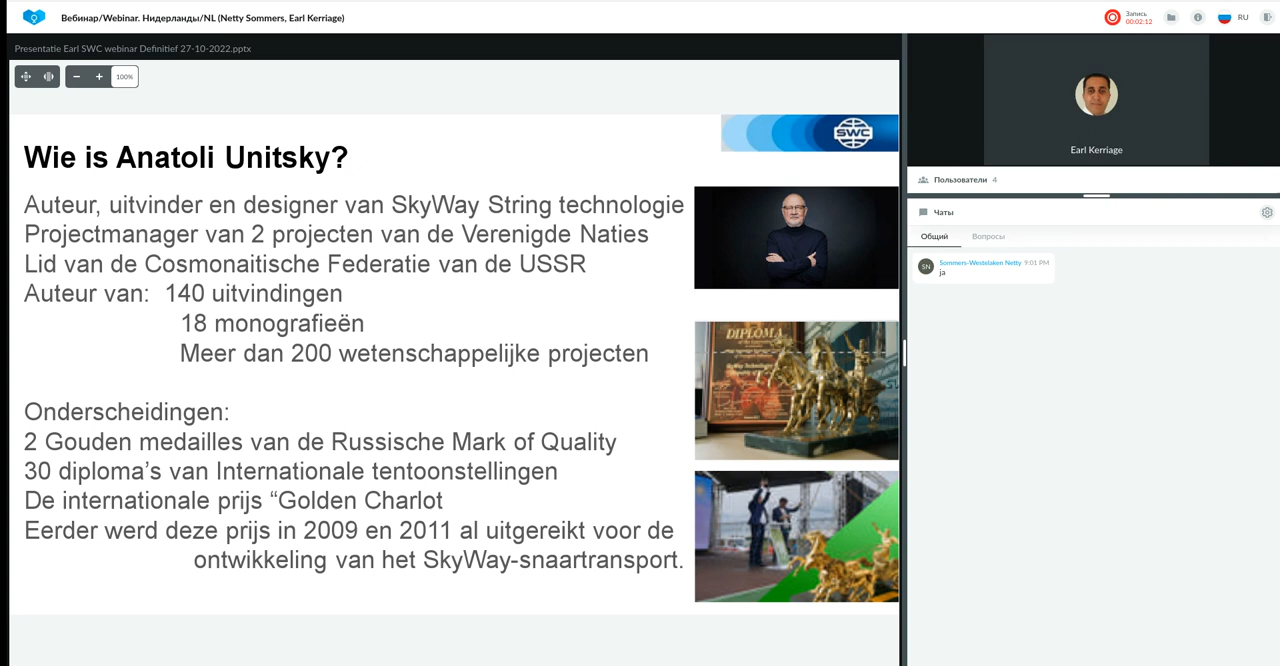 Вебинар/Webinar. Нидерланды/NL (Netty Sommers, Earl Kerriage)
Запись
00:02:12
RU
Presentatie Earl SWC webinar Definitief 27-10-2022.pptx
100%
SWC
Wie is Anatoli Unitsky?
Auteur, uitvinder en designer van SkyWay String technologie
Projectmanager van 2 projecten van de Verenigde Naties
Lid van de Cosmonaitische Federatie van de USSR
Auteur van: 140 uitvindingen
18 monografieën
Meer dan 200 wetenschappelijke projecten
Onderscheidingen:
2 Gouden medailles van de Russische Mark of Quality
30 diploma’s van Internationale tentoonstellingen
De internationale prijs “Golden Charlot
Eerder werd deze prijs in 2009 en 2011 al uitgereikt voor de
ontwikkeling van het SkyWay-snaartransport.
DIPLOMA
Earl Kerriage
Пользователи 4
Чаты
Общий Вопросы
SN
Sommers-Westelaken Netty 9:01 PM
ja